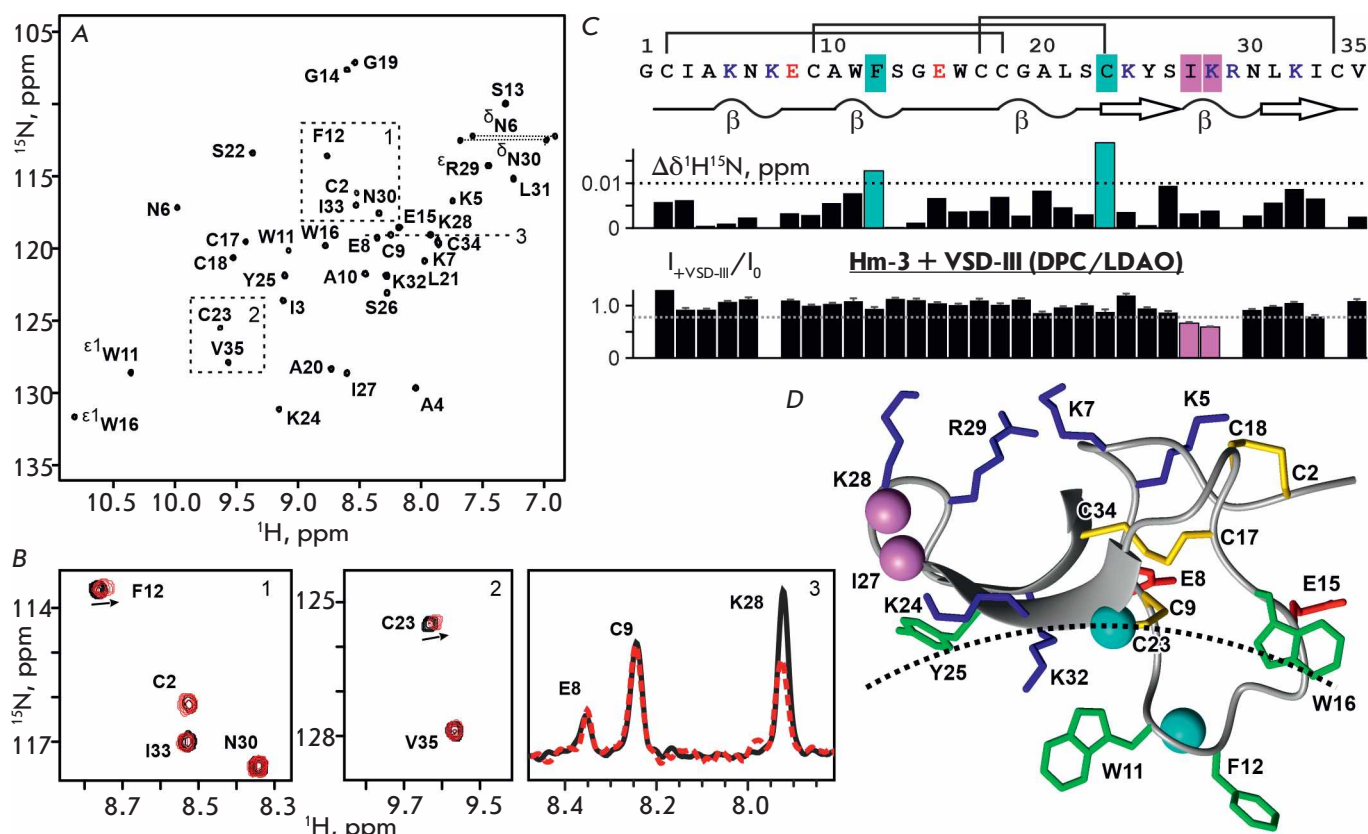 A
105
115
120
125
130
135
¹⁵N, ppm
10.5 10.0 9.5 9.0 8.5 8.0 7.5 7.0
¹H, ppm
G14
G19
S13
δN6
δN30
εR29
L31
F12
1
S22
C2
N30
I33
K5
N6
E15
K28
3
C17
W11
W16
E8
C9
C34
K7
C18
Y25
A10
K32
L21
S26
I3
C23
2
V35
ε1W11
A20
I27
A4
ε1W16
K24
B
¹⁵N, ppm
114
117
F12
1
C2
I33
N30
8.7 8.5 8.3
125
128
C23
2
V35
9.7 9.5
¹H, ppm
E8
C9
K28
3
8.4 8.2 8.0
C
1 10 20 30 35
GCIAKNKECAWFSGEWCCGALSCKYSIKRNLKICV
β β β β
Δδ¹H¹⁵N, ppm
0.01
0
I+VSD-III/I0
Hm-3 + VSD-III (DPC/LDAO)
1.0
0
D
K28
R29
K7
K5
C18
C2
C34
C17
I27
E8
E15
K24
C9
C23
Y25
K32
W16
W11
F12